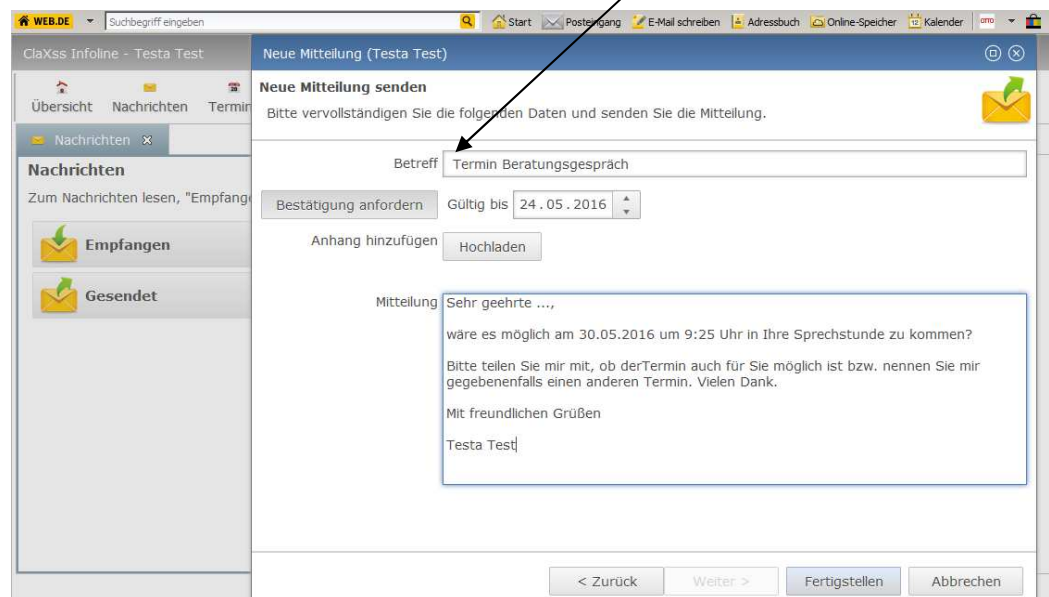 WEB.DE Suchbegriff eingeben Start Posteingang E-Mail schreiben Adressbuch Online-Speicher 12 Kalender OTTO
ClaXss Infoline - Testa Test
Neue Mitteilung (Testa Test)
Übersicht Nachrichten Termin
Neue Mitteilung senden
Bitte vervollständigen Sie die folgenden Daten und senden Sie die Mitteilung.
Nachrichten
Nachrichten
Zum Nachrichten lesen, "Empfang
Empfangen
Gesendet
Betreff Termin Beratungsgespräch
Bestätigung anfordern Gültig bis 24.05.2016
Anhang hinzufügen Hochladen
Mitteilung Sehr geehrte ...,
wäre es möglich am 30.05.2016 um 9:25 Uhr in Ihre Sprechstunde zu kommen?
Bitte teilen Sie mir mit, ob derTermin auch für Sie möglich ist bzw. nennen Sie mir
gegebenenfalls einen anderen Termin. Vielen Dank.
Mit freundlichen Grüßen
Testa Test
< Zurück Weiter > Fertigstellen Abbrechen